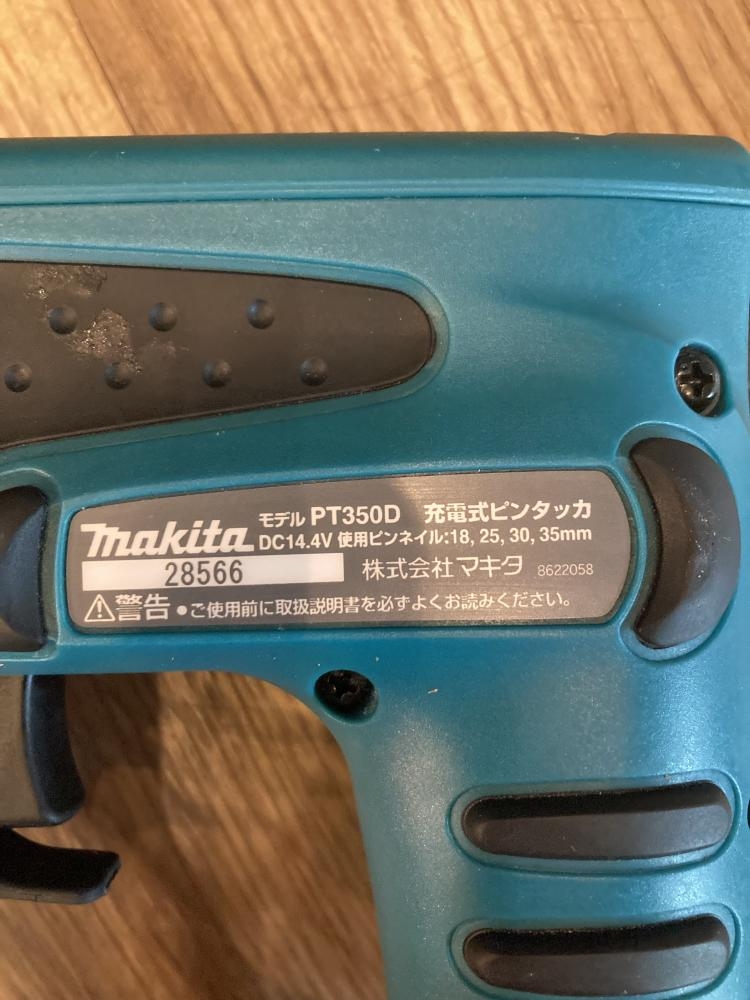 makita モデル PT350D 充電式ピンタッカ
DC14.4V 使用ピンネイル:18, 25, 30, 35mm
28566 株式会社 マキタ 8622058
⚠警告 ●ご使用前に取扱説明書を必ずよくお読みください。